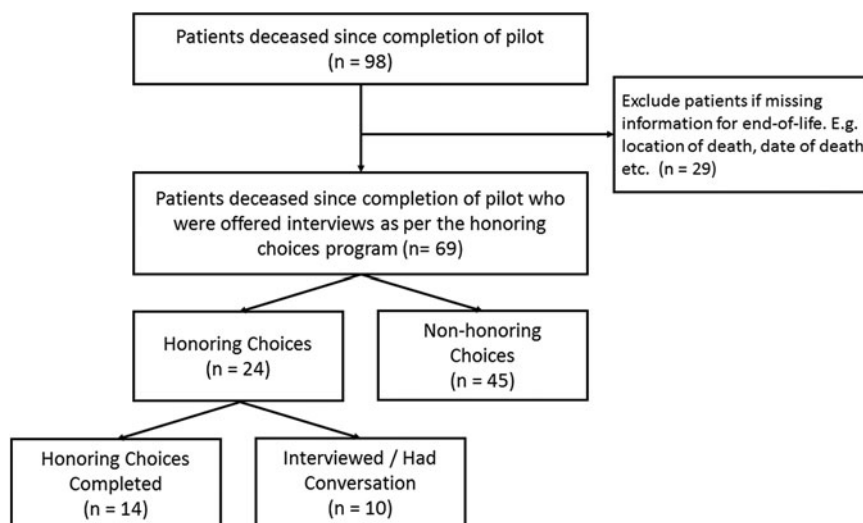 Patients deceased since completion of pilot
(n = 98)
Exclude patients if missing
information for end-of-life. E.g.
location of death, date of death
etc.  (n = 29)
Patients deceased since completion of pilot who
were offered interviews as per the honoring
choices program (n= 69)
Honoring Choices
(n = 24)
Non-honoring
Choices
(n = 45)
Honoring Choices
Completed
(n = 14)
Interviewed / Had
Conversation
(n = 10)